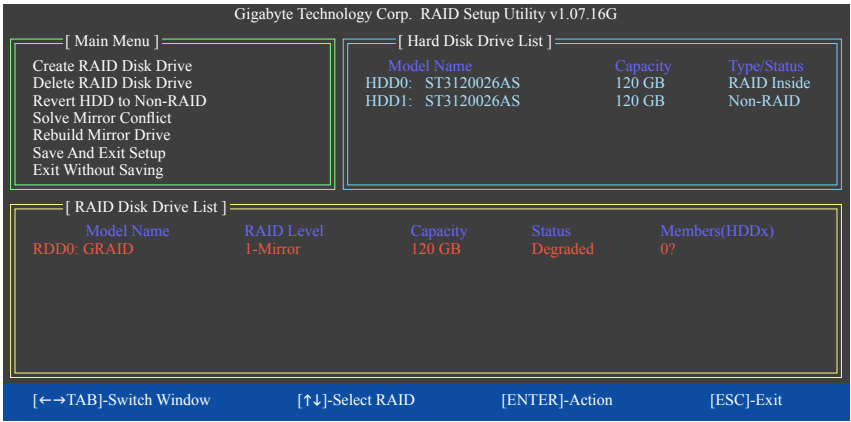 Gigabyte Technology Corp. RAID Setup Utility v1.07.16G
[ Main Menu ]
Create RAID Disk Drive
Delete RAID Disk Drive
Revert HDD to Non-RAID
Solve Mirror Conflict
Rebuild Mirror Drive
Save And Exit Setup
Exit Without Saving
[ Hard Disk Drive List ]
Model Name Capacity Type/Status
HDD0: ST3120026AS 120 GB RAID Inside
HDD1: ST3120026AS 120 GB Non-RAID
[ RAID Disk Drive List ]
Model Name RAID Level Capacity Status Members(HDDx)
RDD0: GRAID 1-Mirror 120 GB Degraded 0?
[←→TAB]-Switch Window [↑↓]-Select RAID [ENTER]-Action [ESC]-Exit